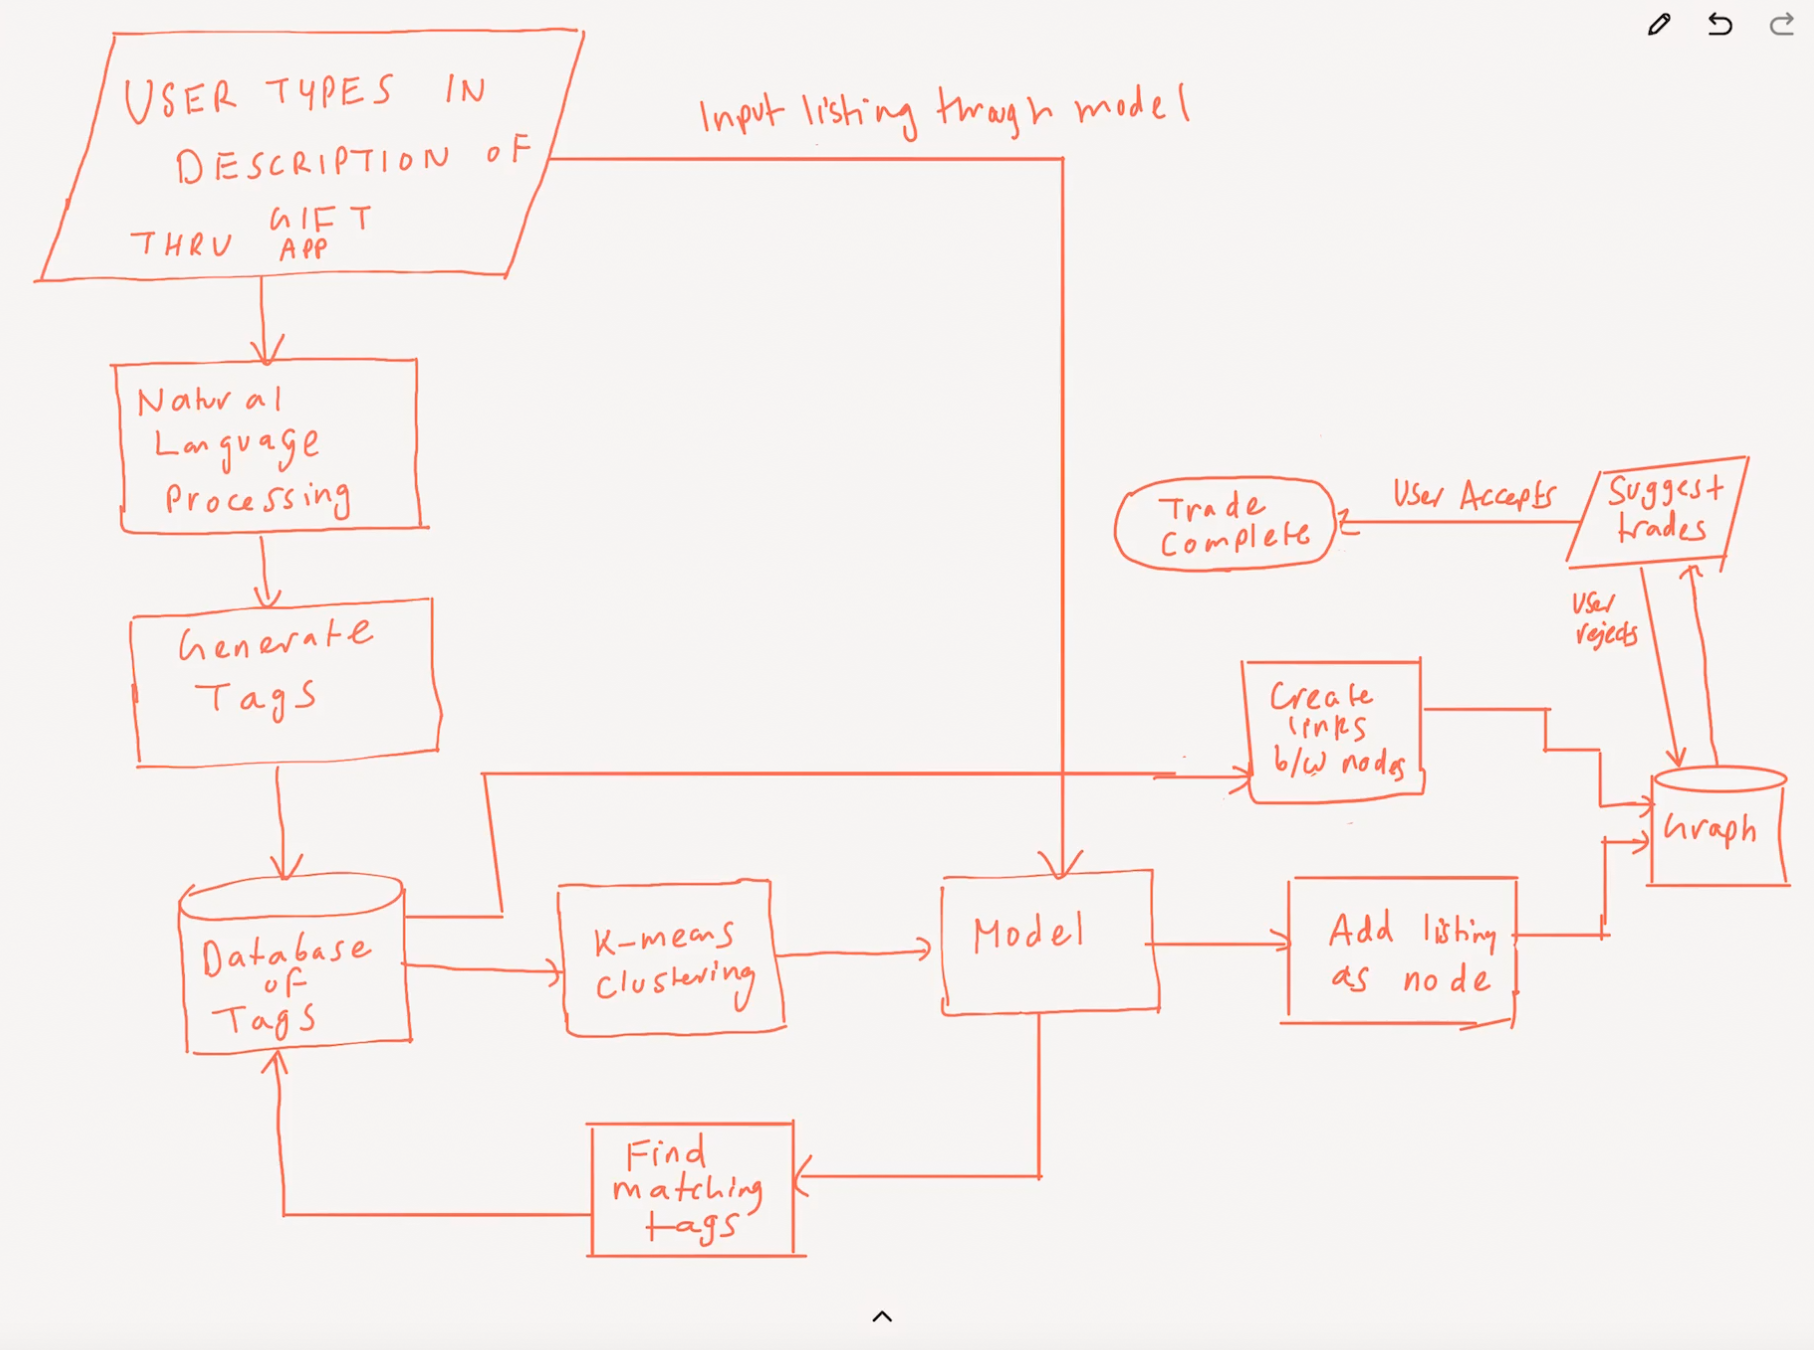 USER TYPES IN
DESCRIPTION OF
GIFT
THRU APP
Input listing through model
Natural
Language
Processing
Generate
Tags
Database
of
Tags
K-means
clustering
Model
Find
matching
tags
Add listing
as node
Create
links
b/w nodes
Graph
User
rejects
Suggest
trades
User Accepts
Trade
Complete